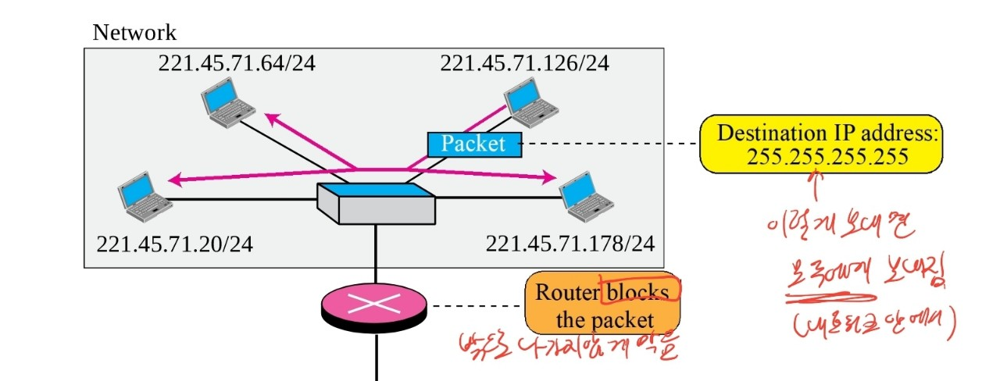 Network
221.45.71.64/24
221.45.71.126/24
Packet
Destination IP address:
255.255.255.255
221.45.71.20/24
221.45.71.178/24
이렇게 보내면
모두에게 보내짐
(네트워크 안에서)
Router blocks
the packet
밖으로 나가지 않게 막음